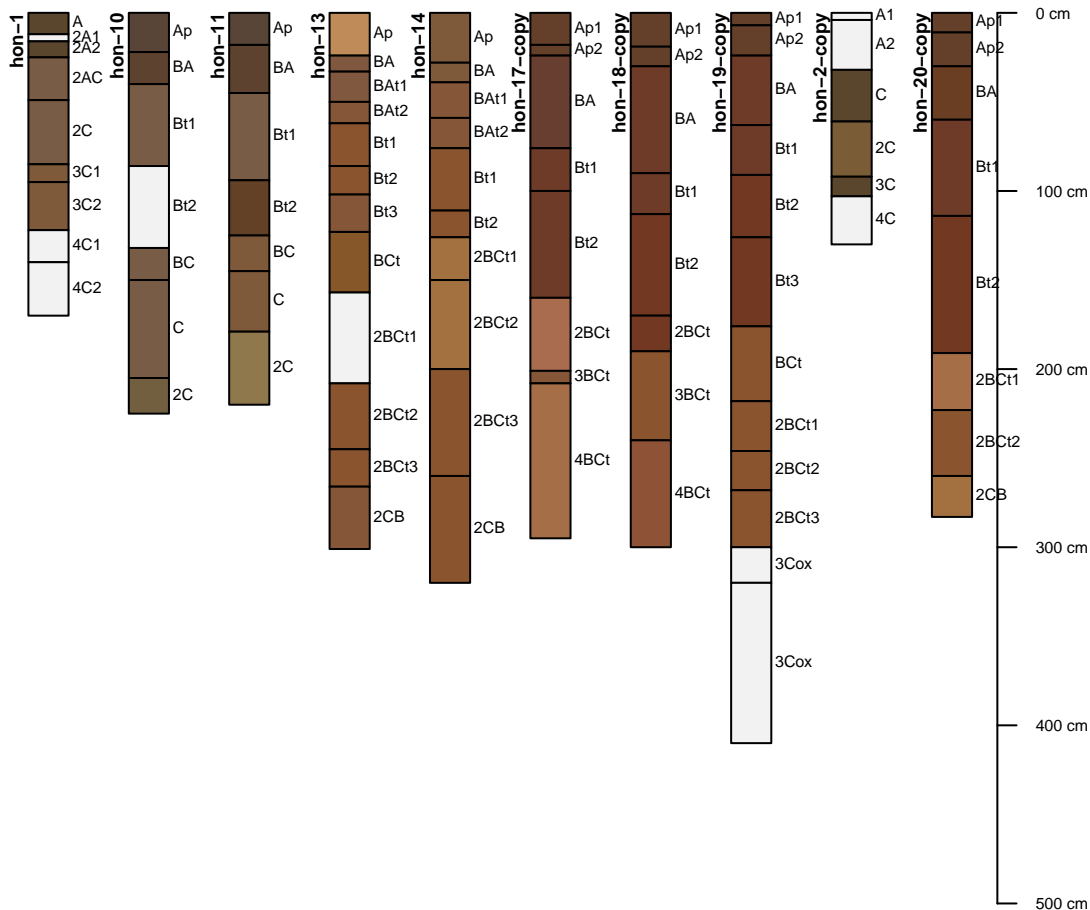 hon−1
A
2A1
2A2
2AC
2C
3C1
3C2
4C1
4C2
hon−10
Ap
BA
Bt1
Bt2
BC
C
2C
hon−11
Ap
BA
Bt1
Bt2
BC
C
2C
hon−13
Ap
BA
BAt1
BAt2
Bt1
Bt2
Bt3
BCt
2BCt1
2BCt2
2BCt3
2CB
hon−14
Ap
BA
BAt1
BAt2
Bt1
Bt2
2BCt1
2BCt2
2BCt3
2CB
hon−17−copy
Ap1
Ap2
BA
Bt1
Bt2
2BCt
3BCt
4BCt
hon−18−copy
Ap1
Ap2
BA
Bt1
Bt2
2BCt
3BCt
4BCt
hon−19−copy
Ap1
Ap2
BA
Bt1
Bt2
Bt3
BCt
2BCt1
2BCt2
2BCt3
3Cox
3Cox
hon−2−copy
A1
A2
C
2C
3C
4C
hon−20−copy
Ap1
Ap2
BA
Bt1
Bt2
2BCt1
2BCt2
2CB
0 cm
100 cm
200 cm
300 cm
400 cm
500 cm